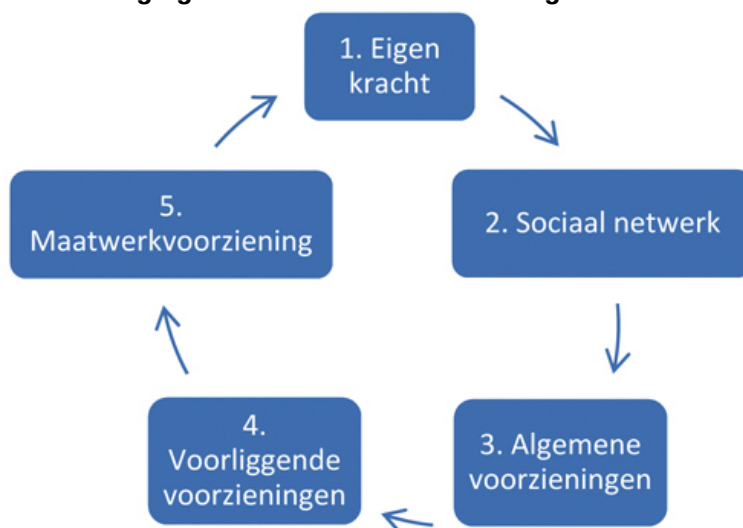 1. Eigen
kracht
2. Sociaal netwerk
3. Algemene
voorzieningen
4.
Voorliggende
voorzieningen
5.
Maatwerkvoorziening